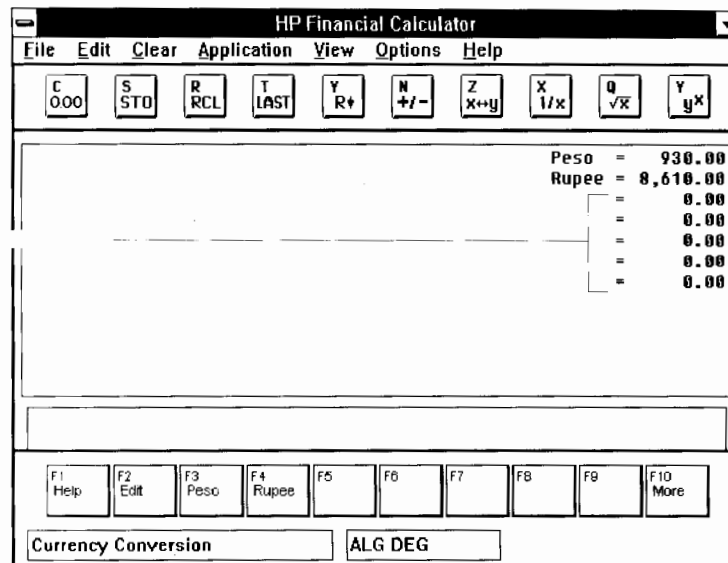 HP Financial Calculator
File Edit Clear Application View Options Help
C S R T Y N Z X Q Y
0.00 STO RCL LAST R↓ +/- x↔y 1/x √x yˣ
Peso = 930.00
Rupee = 8,610.00
= 0.00
= 0.00
= 0.00
= 0.00
= 0.00
F1 F2 F3 F4 F5 F6 F7 F8 F9 F10
Help Edit Peso Rupee More
Currency Conversion ALG DEG